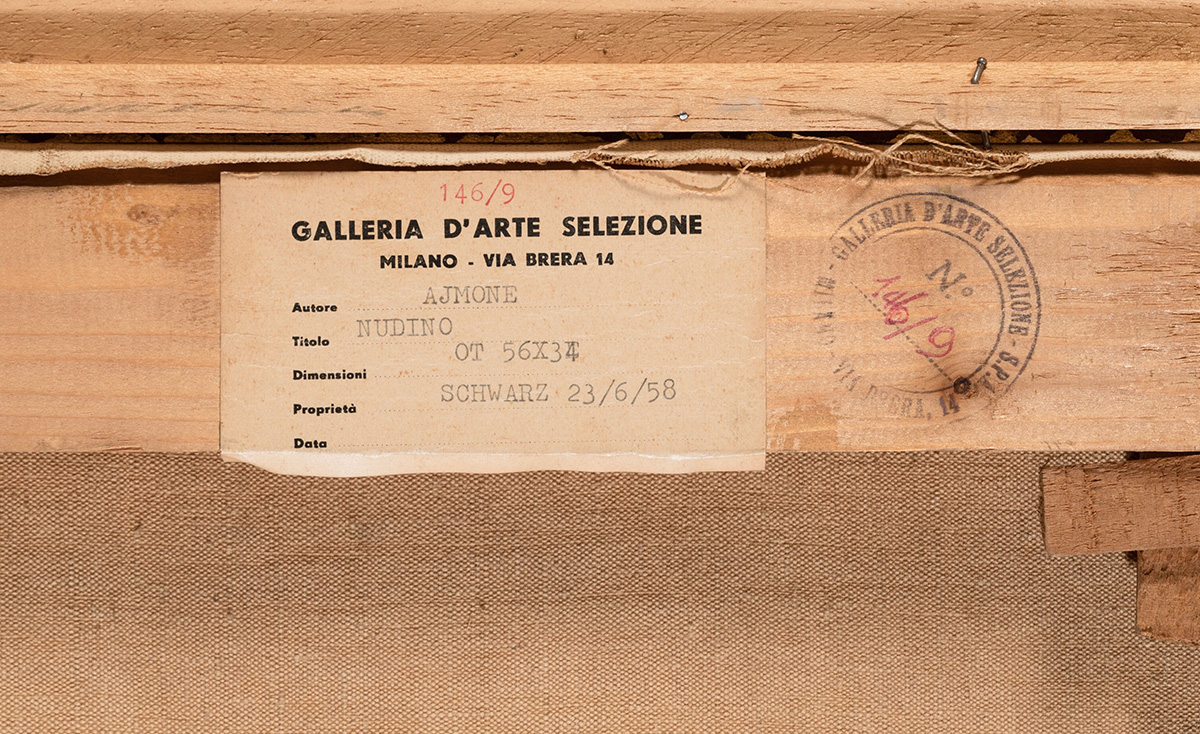 146/9
GALLERIA D'ARTE SELEZIONE
MILANO - VIA BRERA 14
Autore AJMONE
Titolo NUDINO
Dimensioni OT 56X34
Proprietà SCHWARZ 23/6/58
Data
GALLERIA D'ARTE SELEZIONE - S.P.A.
MILANO - VIA BRERA, 14
N.° 146/9